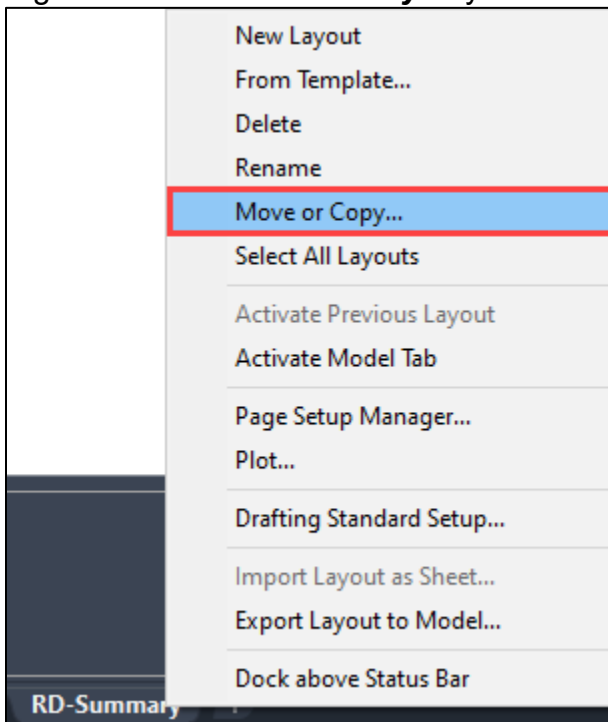 New Layout
From Template...
Delete
Rename
Move or Copy...
Select All Layouts
Activate Previous Layout
Activate Model Tab
Page Setup Manager...
Plot...
Drafting Standard Setup...
Import Layout as Sheet...
Export Layout to Model...
Dock above Status Bar
RD-Summary